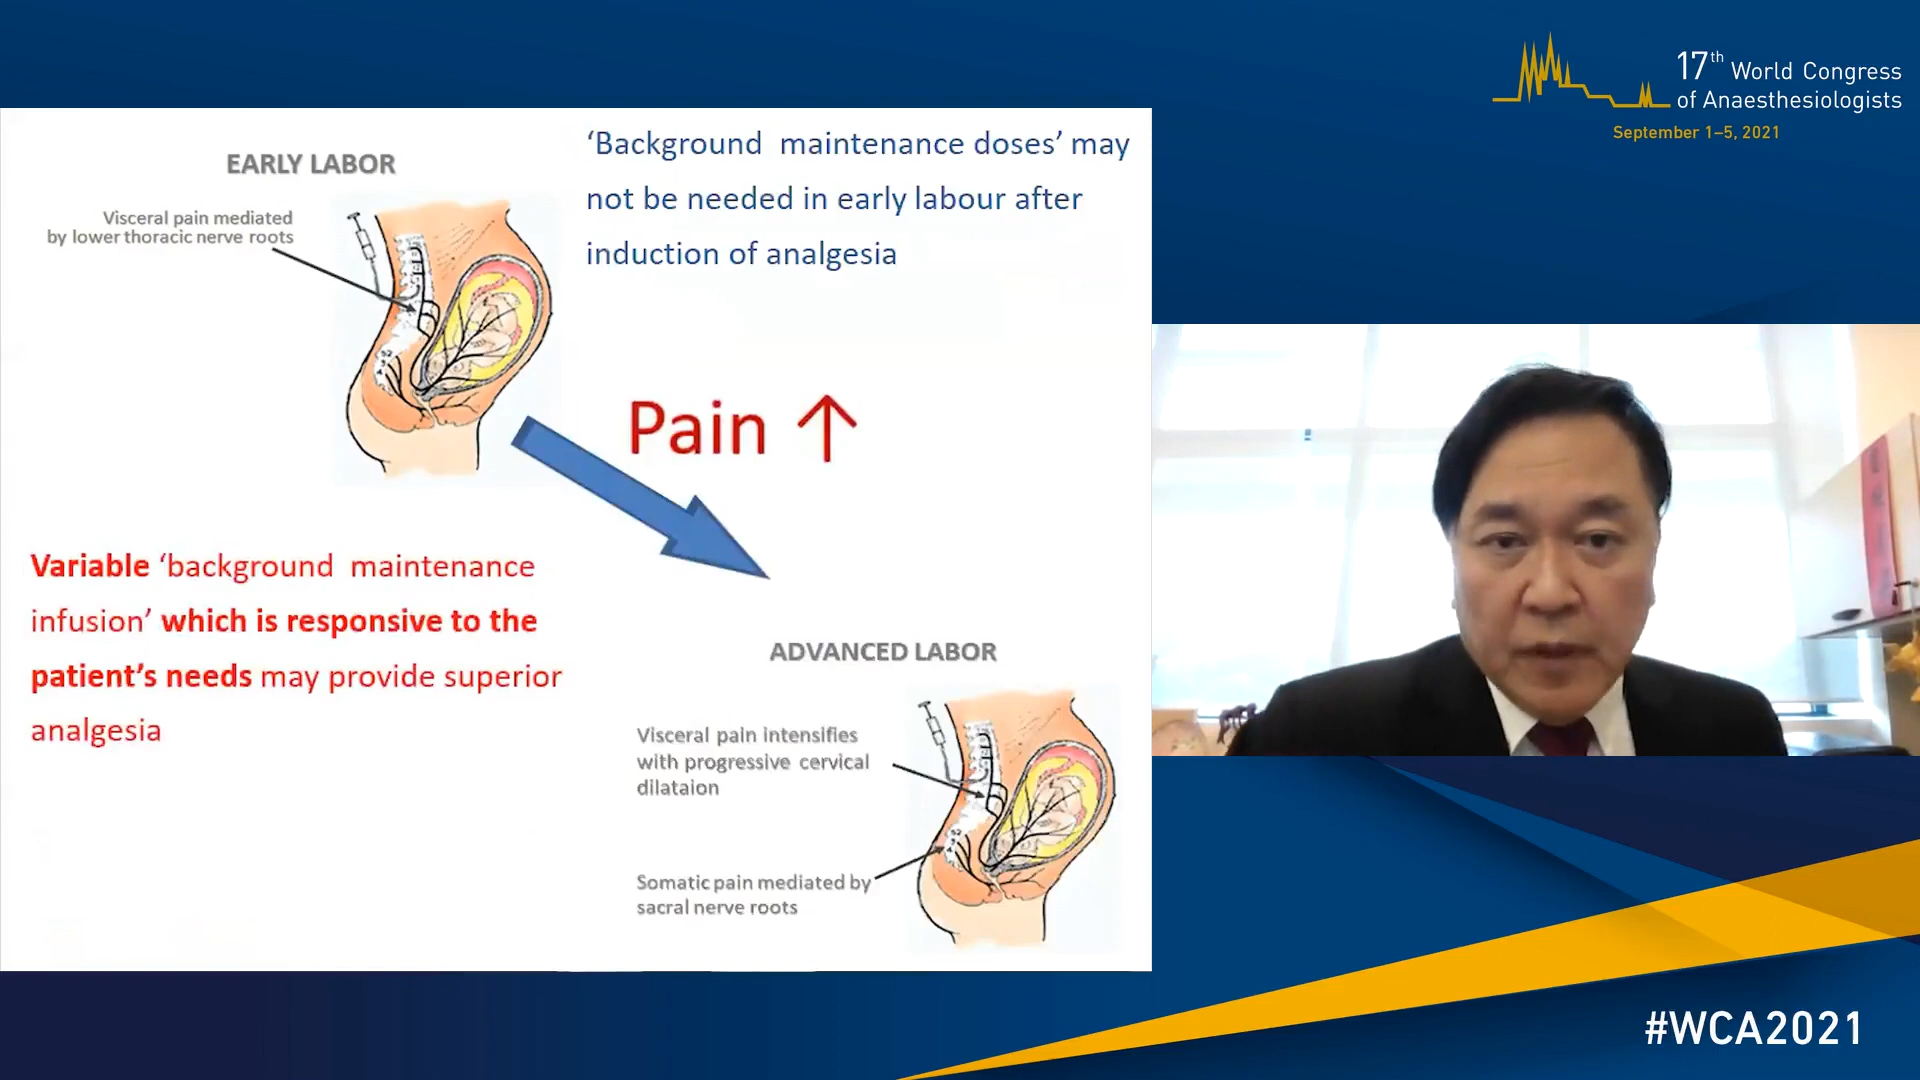 EARLY LABOR
Visceral pain mediated
by lower thoracic nerve roots
‘Background maintenance doses’ may
not be needed in early labour after
induction of analgesia
Pain ↑
Variable ‘background maintenance
infusion’ which is responsive to the
patient’s needs may provide superior
analgesia
ADVANCED LABOR
Visceral pain intensifies
with progressive cervical
dilataion
Somatic pain mediated by
sacral nerve roots
17th World Congress
of Anaesthesiologists
September 1–5, 2021
#WCA2021